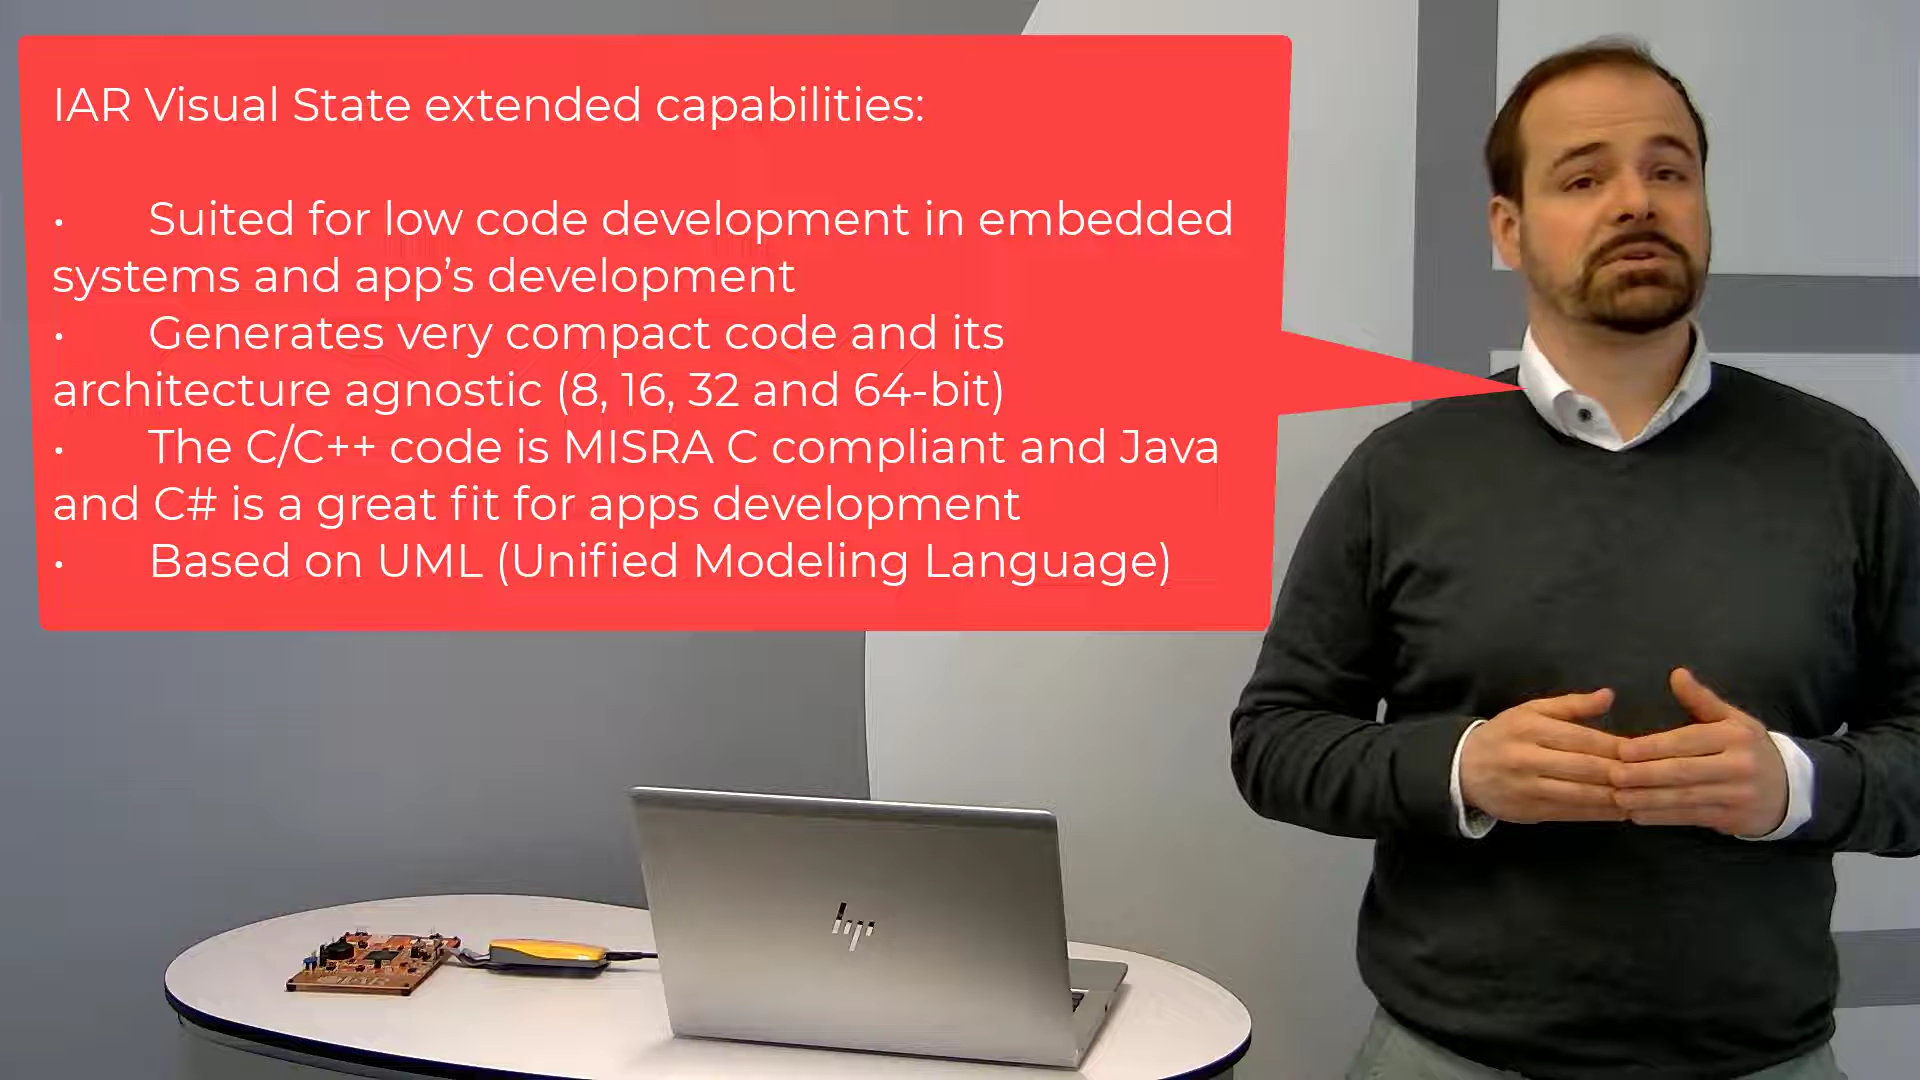 IAR Visual State extended capabilities:
• Suited for low code development in embedded
systems and app’s development
• Generates very compact code and its
architecture agnostic (8, 16, 32 and 64-bit)
• The C/C++ code is MISRA C compliant and Java
and C# is a great fit for apps development
• Based on UML (Unified Modeling Language)
hp
IAR